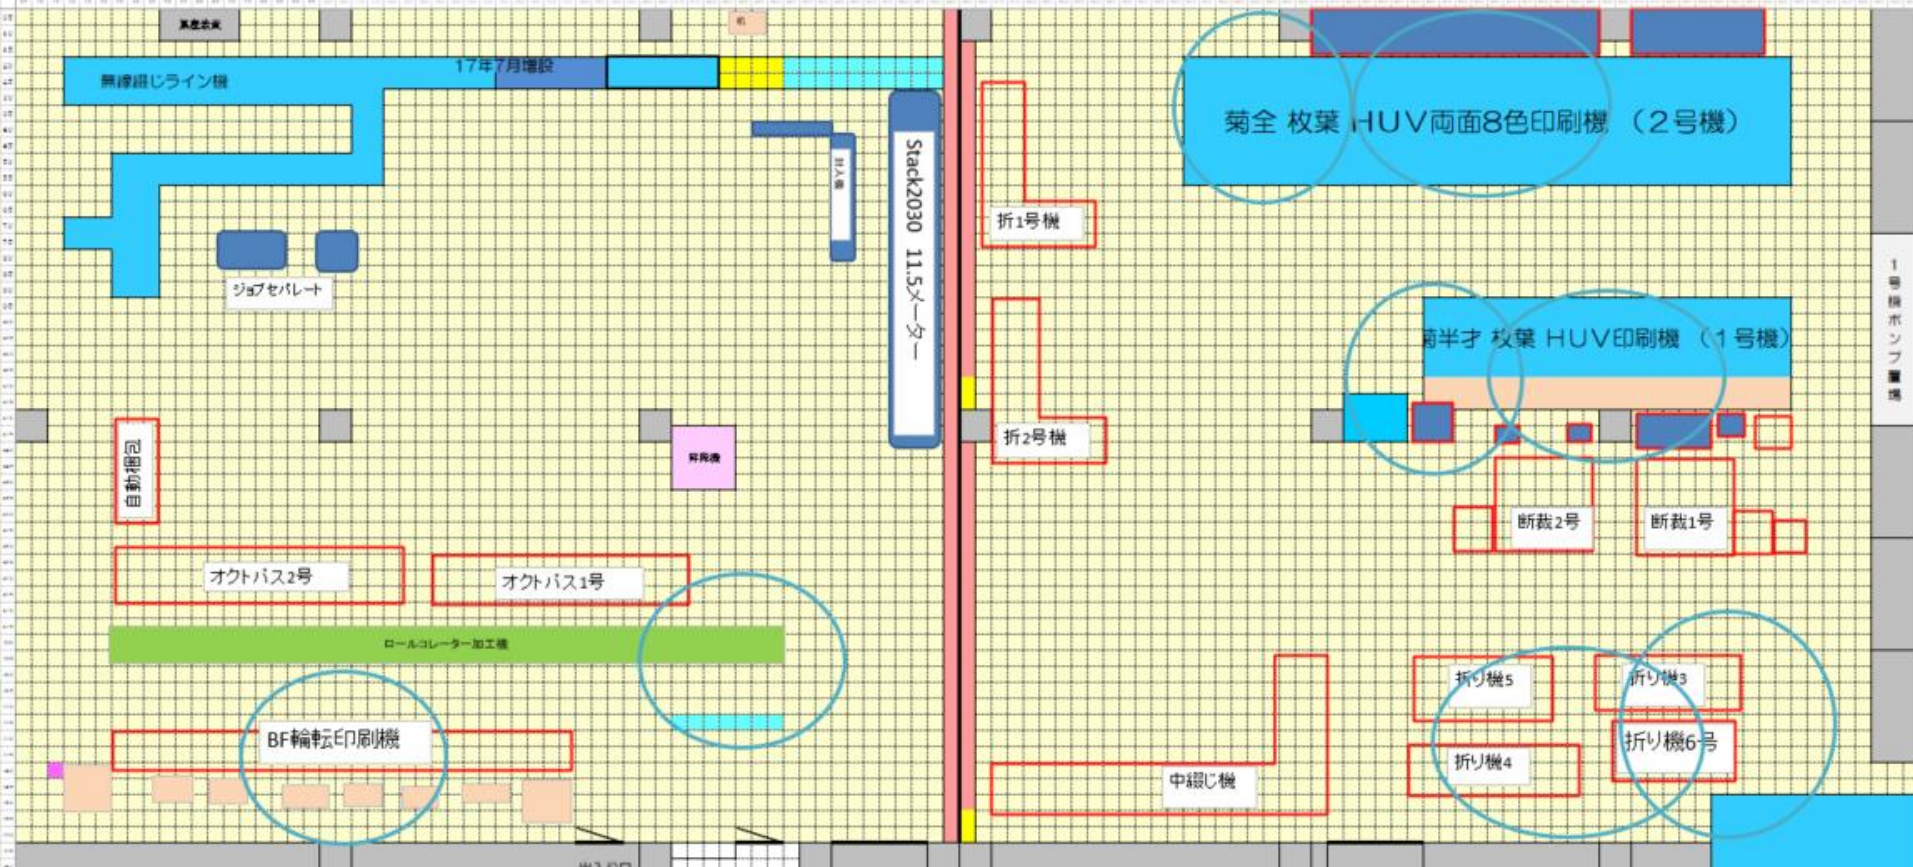 無線綴じライン機
17年7月増設
机
菊全 枚葉 HUV両面8色印刷機 (2号機)
封入機
Stack2030 11.5メーター
折1号機
ジョブセパレート
1号機ポンプ置場
菊半才 枚葉 HUV印刷機 (1号機)
折2号機
自動梱包
昇降機
断裁2号
断裁1号
オクトパス2号
オクトパス1号
ロールコレーター加工機
折り機5
折り機3
BF輪転印刷機
折り機6号
折り機4
中綴じ機